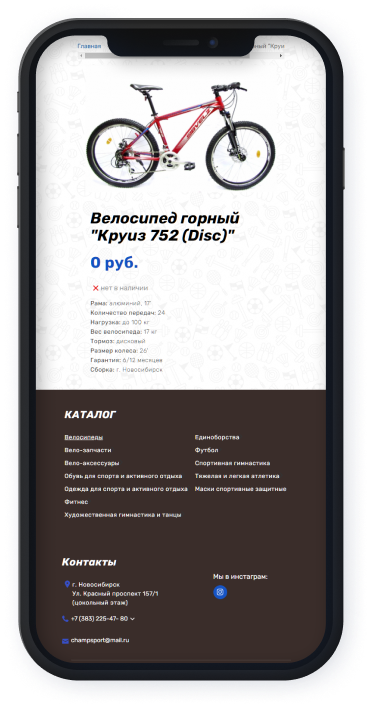 Главная
ный "Круи
Велосипед горный
"Круиз 752 (Disc)"
0 руб.
нет в наличии
Рама: алюминий; 17"
Количество передач: 24
Нагрузка: до 100 кг
Вес велосипеда: 17 кг
Тормоз: дисковый
Размер колеса: 26'
Гарантия: 6/12 месяцев
Сборка: г. Новосибирск
КАТАЛОГ
Велосипеды
Вело-запчасти
Вело-аксессуары
Обувь для спорта и активного отдыха
Одежда для спорта и активного отдыха
Фитнес
Художественная гимнастика и танцы
Единоборства
Футбол
Спортивная гимнастика
Тяжелая и легкая атлетика
Маски спортивные защитные
Контакты
г. Новосибирск
Ул. Красный проспект 157/1
(цокольный этаж)
+7 (383) 225-47- 80
champsport@mail.ru
Мы в инстаграм: